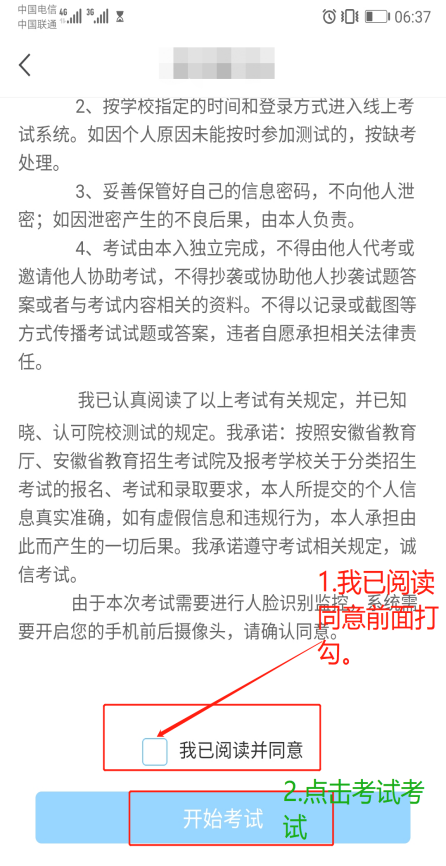 中国电信 4G 3G 06:37
中国联通
2、按学校指定的时间和登录方式进入线上考
试系统。如因个人原因未能按时参加测试的，按缺考
处理。
3、妥善保管好自己的信息密码，不向他人泄
密；如因泄密产生的不良后果，由本人负责。
4、考试由本入独立完成，不得由他人代考或
邀请他人协助考试，不得抄袭或协助他人抄袭试题答
案或者与考试内容相关的资料。不得以记录或截图等
方式传播考试试题或答案，违者自愿承担相关法律责
任。
我已认真阅读了以上考试有关规定，并已知
晓、认可院校测试的规定。我承诺：按照安徽省教育
厅、安徽省教育招生考试院及报考学校关于分类招生
考试的报名、考试和录取要求，本人所提交的个人信
息真实准确，如有虚假信息和违规行为，本人承担由
此而产生的一切后果。我承诺遵守考试相关规定，诚
信考试。
由于本次考试需要进行人脸识别监控，系统需
要开启您的手机前后摄像头，请确认同意。
1.我已阅读
同意前面打
勾。
我已阅读并同意
2.点击考试考
试
开始考试